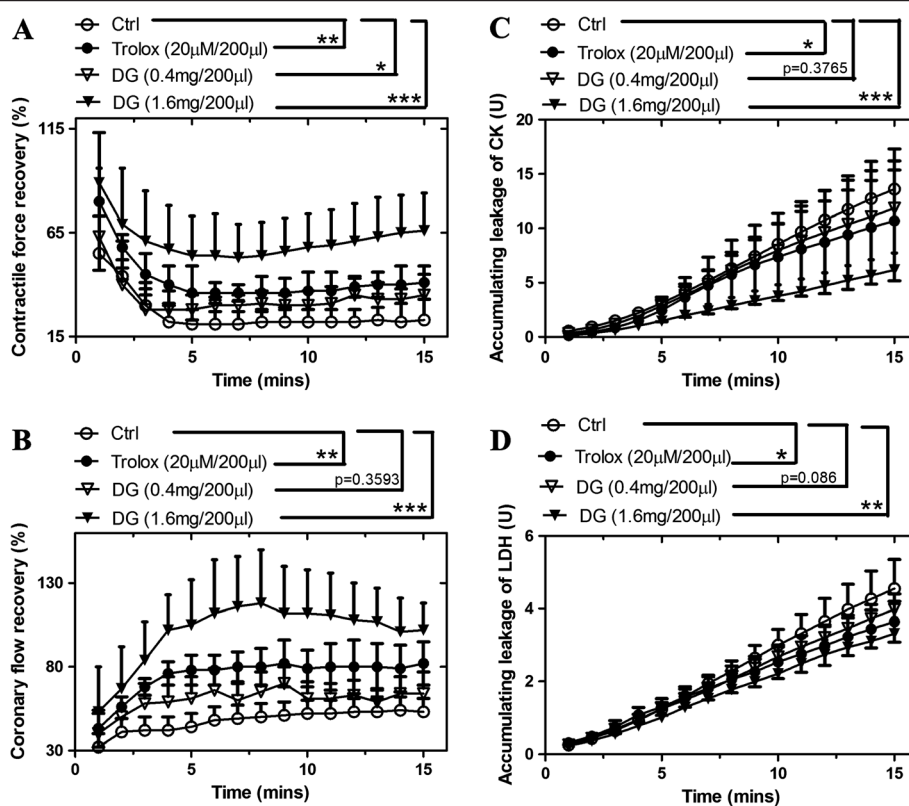 A
Ctrl
Trolox (20μM/200μl)
**
DG (0.4mg/200μl)
*
DG (1.6mg/200μl)
***
Contractile force recovery (%)
115
65
15
0
5
10
15
Time (mins)
B
Ctrl
Trolox (20μM/200μl)
**
p=0.3593
DG (0.4mg/200μl)
DG (1.6mg/200μl)
***
Coronary flow recovery (%)
130
80
30
0
5
10
15
Time (mins)
C
Ctrl
Trolox (20μM/200μl)
*
p=0.3765
DG (0.4mg/200μl)
DG (1.6mg/200μl)
***
Accumulating leakage of CK (U)
20
15
10
5
0
0
5
10
15
Time (mins)
D
Ctrl
Trolox (20μM/200μl)
*
p=0.086
DG (0.4mg/200μl)
DG (1.6mg/200μl)
**
Accumulating leakage of LDH (U)
6
4
2
0
0
5
10
15
Time (mins)